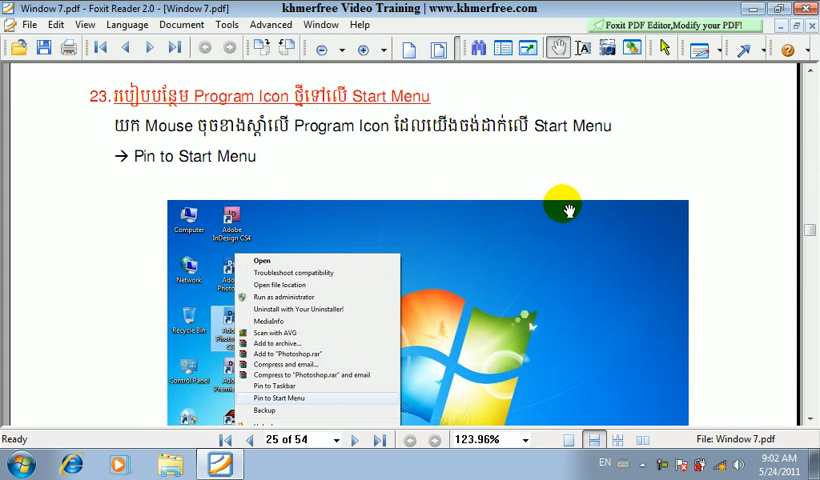 Window 7.pdf - Foxit Reader 2.0 - [Window 7.pdf]
khmerfree Video Training | www.khmerfree.com
File Edit View Language Document Tools Advanced Window Help
Foxit PDF Editor,Modify your PDF!
23. របៀបបន្ថែម Program Icon ថ្មីទៅលើ Start Menu
យក Mouse ចុចខាងស្ដាំលើ Program Icon ដែលយើងចង់ដាក់លើ Start Menu
→ Pin to Start Menu
Computer
Adobe InDesign CS4
Network
Recycle Bin
Control Panel
Open
Troubleshoot compatibility
Open file location
Run as administrator
Uninstall with Your Uninstaller!
MediaInfo
Scan with AVG
Add to archive...
Add to "Photoshop.rar"
Compress and email...
Compress to "Photoshop.rar" and email
Pin to Taskbar
Pin to Start Menu
Backup
Ready
25 of 54
123.96%
File: Window 7.pdf
EN
9:02 AM
5/24/2011